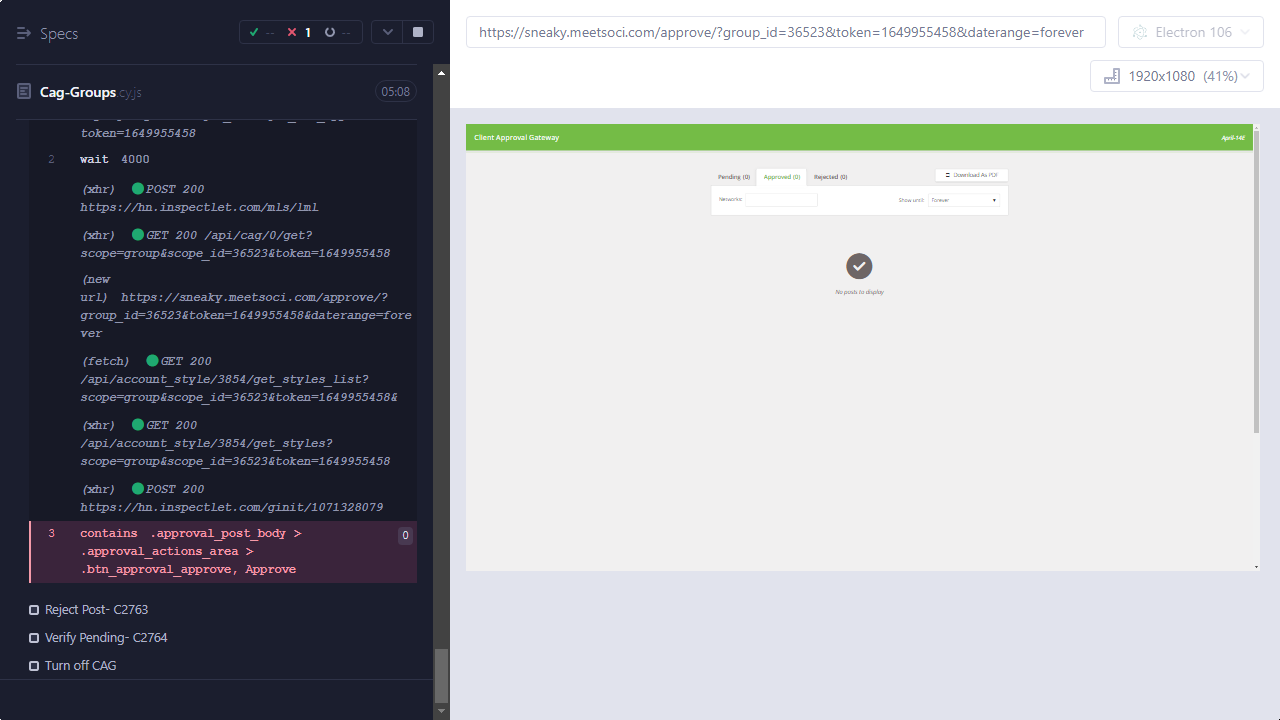 Specs
--
1
--
Cag-Groups.cy.js
05:08
token=1649955458
2 wait 4000
(xhr) POST 200
https://hn.inspectlet.com/mls/lml
(xhr) GET 200 /api/cag/0/get?
scope=group&scope_id=36523&token=1649955458
(new
url) https://sneaky.meetsoci.com/approve/?
group_id=36523&token=1649955458&daterange=fore
ver
(fetch) GET 200
/api/account_style/3854/get_styles_list?
scope=group&scope_id=36523&token=1649955458&
(xhr) GET 200
/api/account_style/3854/get_styles?
scope=group&scope_id=36523&token=1649955458
(xhr) POST 200
https://hn.inspectlet.com/ginit/1071328079
3 contains .approval_post_body > 0
.approval_actions_area >
.btn_approval_approve, Approve
Reject Post- C2763
Verify Pending- C2764
Turn off CAG
https://sneaky.meetsoci.com/approve/?group_id=36523&token=1649955458&daterange=forever
Electron 106
1920x1080 (41%)
Client Approval Gateway
April-14E
Pending (0) Approved (0) Rejected (0)
Download As PDF
Networks:
Show until: Forever
No posts to display